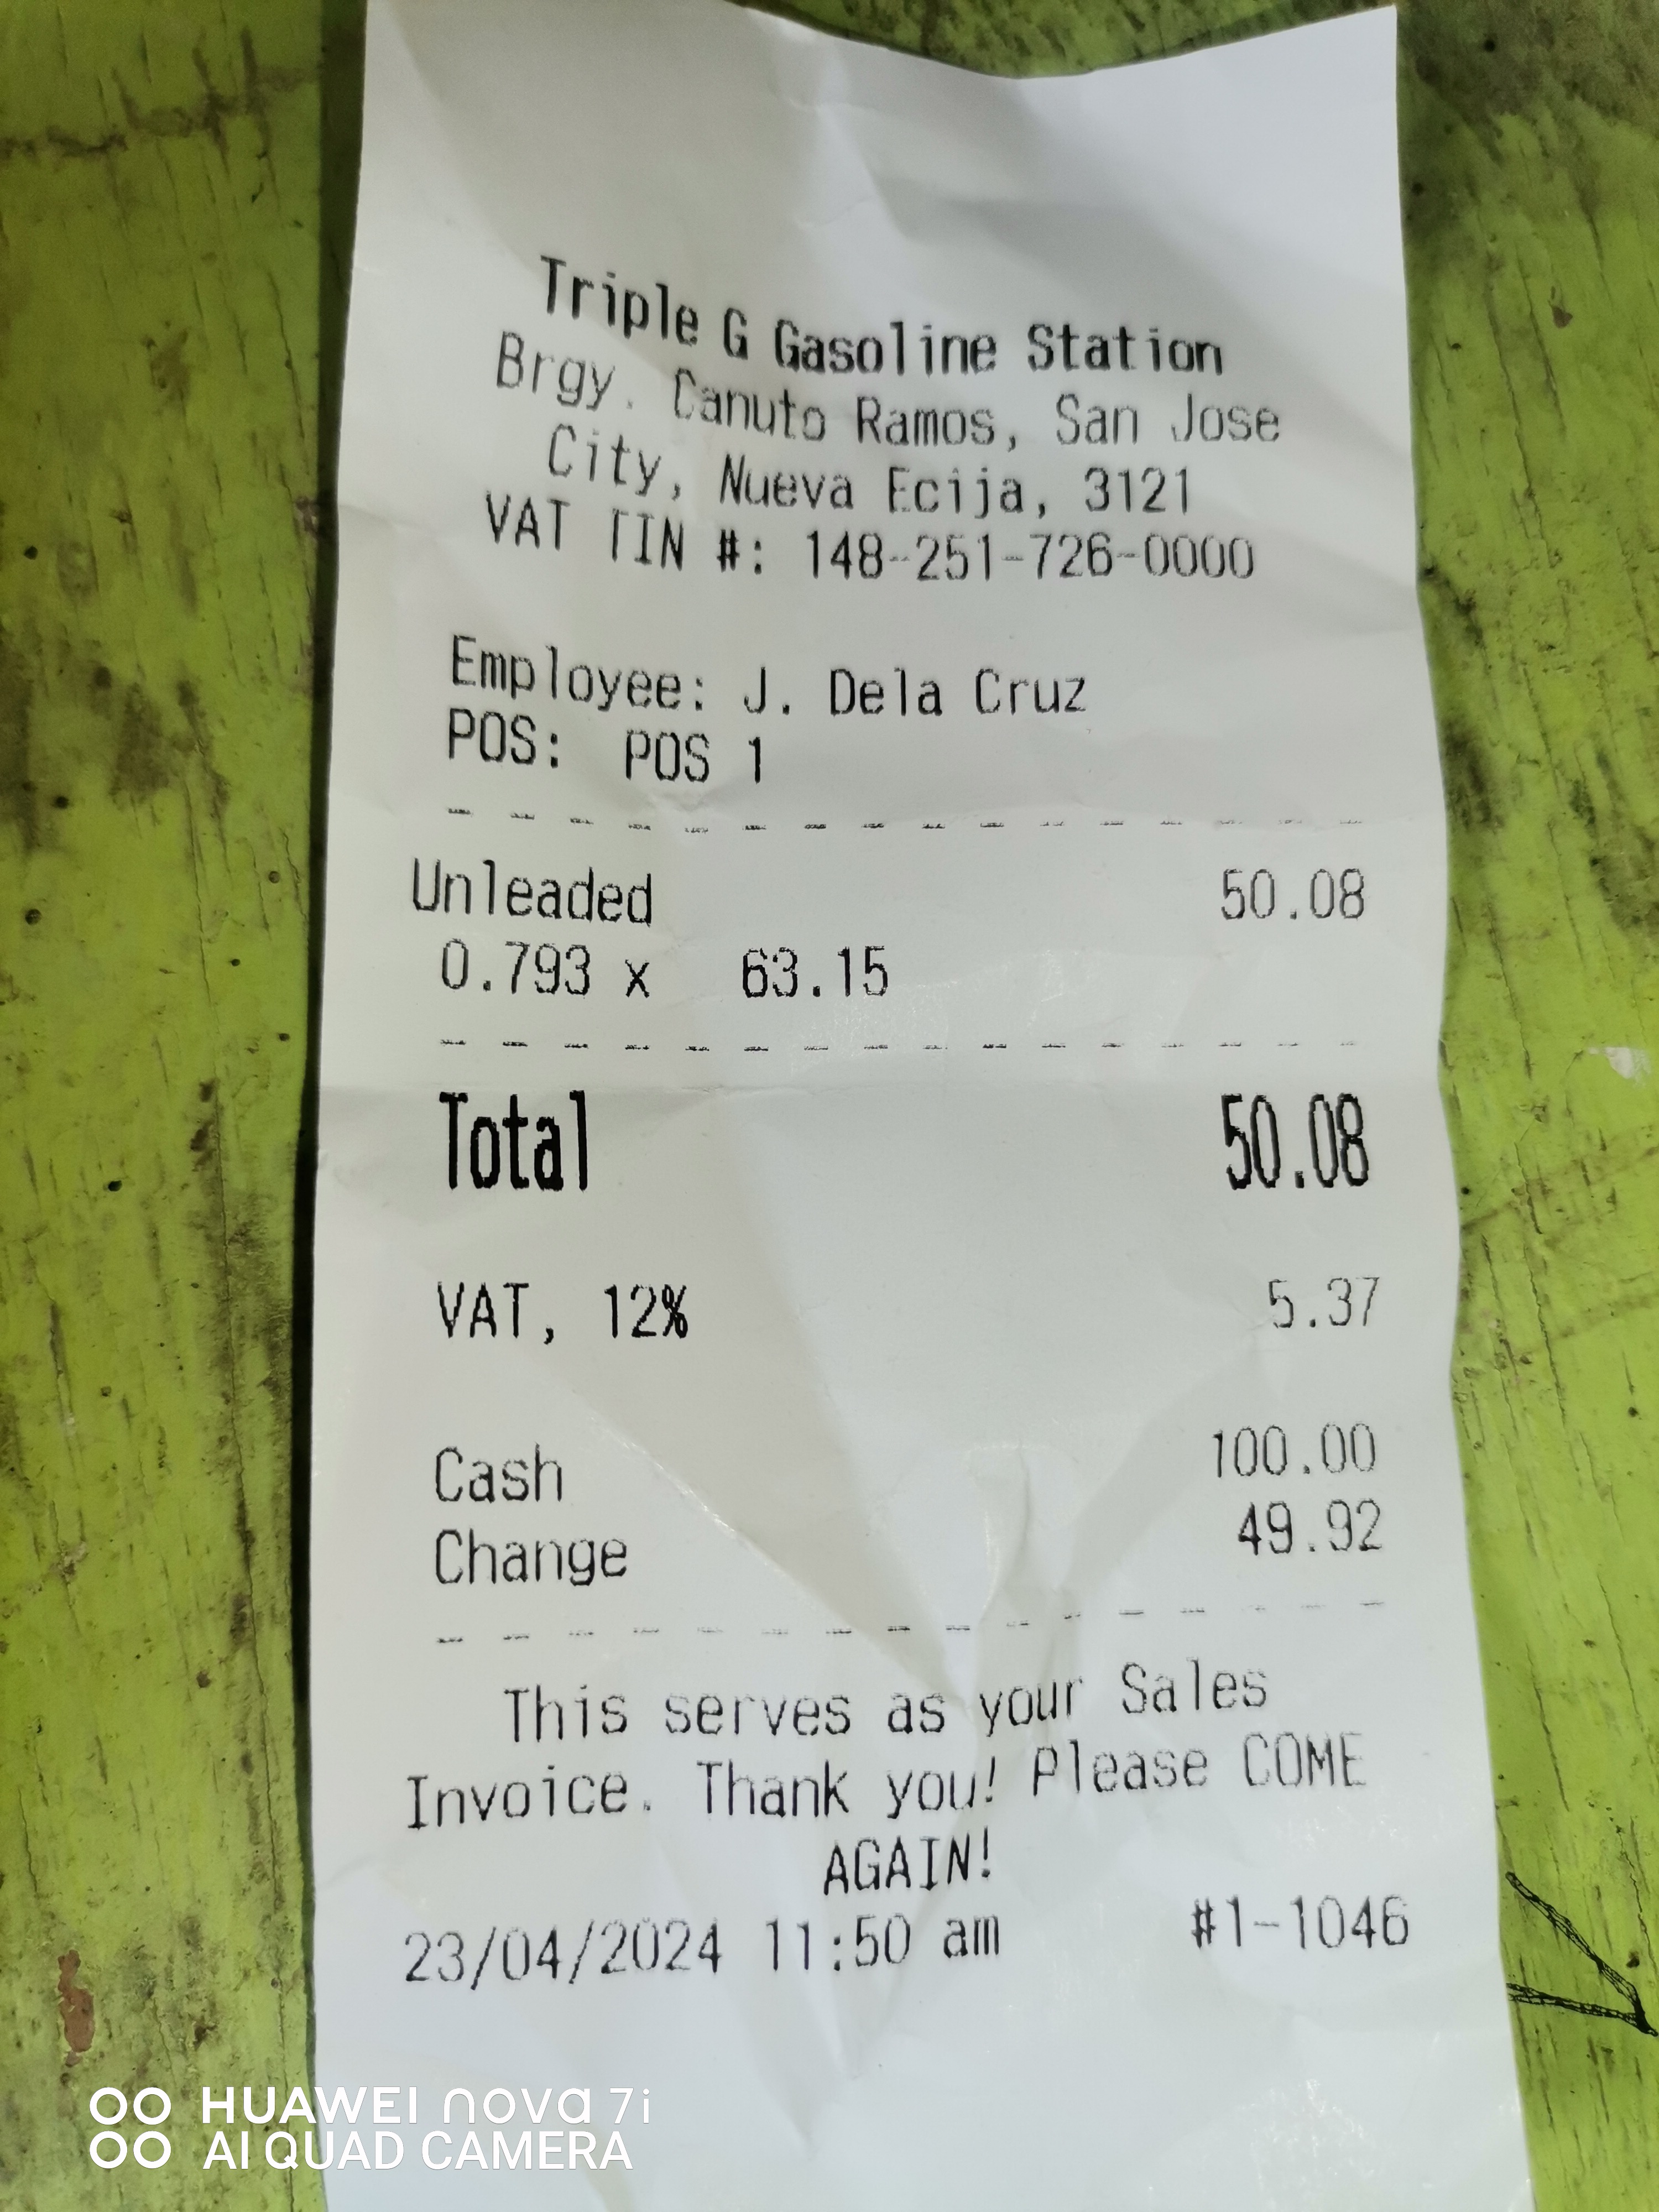 Triple G Gasoline Station
Brgy. Canuto Ramos, San Jose
City, Nueva Ecija, 3121
VAT TIN #: 148-251-726-0000
Employee: J. Dela Cruz
POS: POS 1
- - - - - - - - - - - - - - - -
Unleaded 50.08
0.793 x 63.15
- - - - - - - - - - - - - - - -
Total 50.08
VAT, 12% 5.37
Cash 100.00
Change 49.92
- - - - - - - - - - - - - - - -
This serves as your Sales
Invoice. Thank you! Please COME
AGAIN!
23/04/2024 11:50 am #1-1046
HUAWEI nova 7i
AI QUAD CAMERA